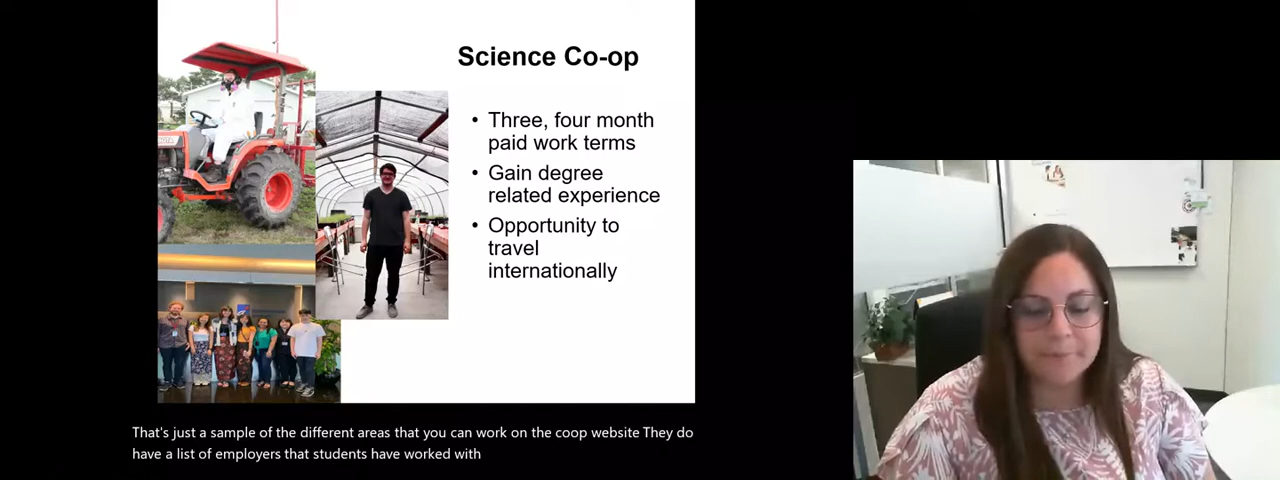 Science Co-op
• Three, four month
paid work terms
• Gain degree
related experience
• Opportunity to
travel
internationally
That's just a sample of the different areas that you can work on the coop website They do
have a list of employers that students have worked with